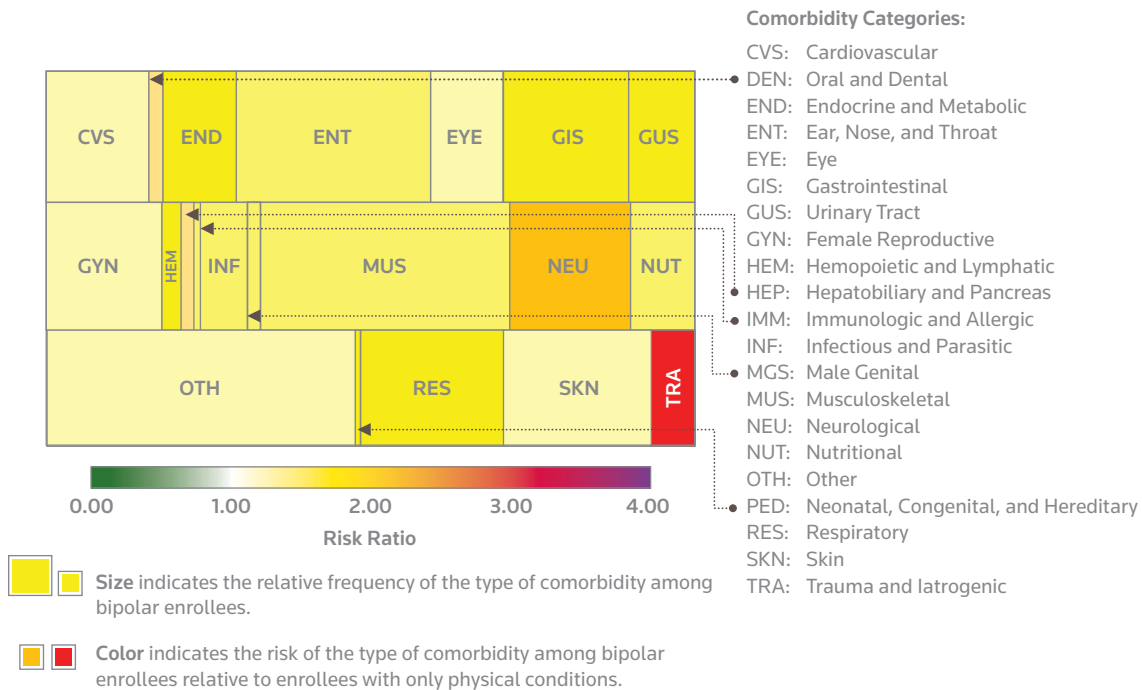 Comorbidity Categories:
CVS: Cardiovascular
DEN: Oral and Dental
END: Endocrine and Metabolic
ENT: Ear, Nose, and Throat
EYE: Eye
GIS: Gastrointestinal
GUS: Urinary Tract
GYN: Female Reproductive
HEM: Hemopoietic and Lymphatic
HEP: Hepatobiliary and Pancreas
IMM: Immunologic and Allergic
INF: Infectious and Parasitic
MGS: Male Genital
MUS: Musculoskeletal
NEU: Neurological
NUT: Nutritional
OTH: Other
PED: Neonatal, Congenital, and Hereditary
RES: Respiratory
SKN: Skin
TRA: Trauma and Iatrogenic
CVS END ENT EYE GIS GUS
GYN HEM INF MUS NEU NUT
OTH RES SKN TRA
0.00 1.00 2.00 3.00 4.00
Risk Ratio
Size indicates the relative frequency of the type of comorbidity among
bipolar enrollees.
Color indicates the risk of the type of comorbidity among bipolar
enrollees relative to enrollees with only physical conditions.